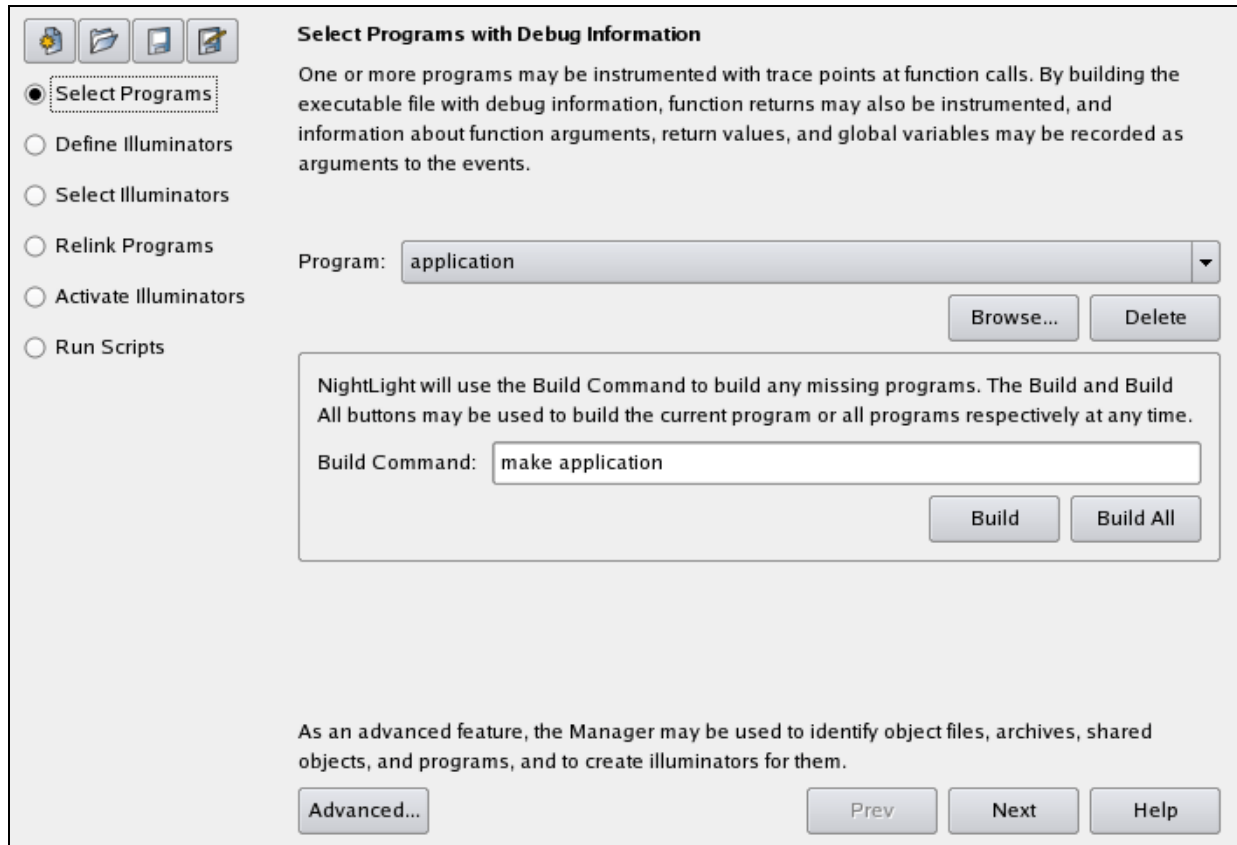 Select Programs
Define Illuminators
Select Illuminators
Relink Programs
Activate Illuminators
Run Scripts
Select Programs with Debug Information
One or more programs may be instrumented with trace points at function calls. By building the
executable file with debug information, function returns may also be instrumented, and
information about function arguments, return values, and global variables may be recorded as
arguments to the events.
Program: application
Browse... Delete
NightLight will use the Build Command to build any missing programs. The Build and Build
All buttons may be used to build the current program or all programs respectively at any time.
Build Command: make application
Build Build All
As an advanced feature, the Manager may be used to identify object files, archives, shared
objects, and programs, and to create illuminators for them.
Advanced... Prev Next Help